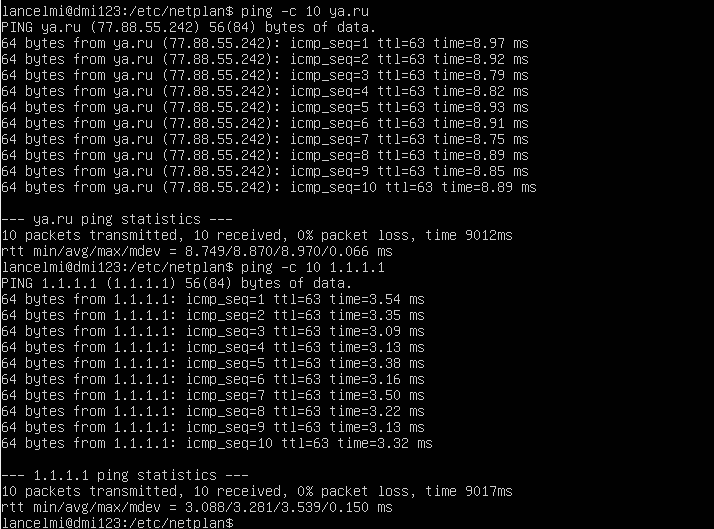 lancelmi@dmi123:/etc/netplan$ ping -c 10 ya.ru
PING ya.ru (77.88.55.242) 56(84) bytes of data.
64 bytes from ya.ru (77.88.55.242): icmp_seq=1 ttl=63 time=8.97 ms
64 bytes from ya.ru (77.88.55.242): icmp_seq=2 ttl=63 time=8.92 ms
64 bytes from ya.ru (77.88.55.242): icmp_seq=3 ttl=63 time=8.79 ms
64 bytes from ya.ru (77.88.55.242): icmp_seq=4 ttl=63 time=8.82 ms
64 bytes from ya.ru (77.88.55.242): icmp_seq=5 ttl=63 time=8.93 ms
64 bytes from ya.ru (77.88.55.242): icmp_seq=6 ttl=63 time=8.91 ms
64 bytes from ya.ru (77.88.55.242): icmp_seq=7 ttl=63 time=8.75 ms
64 bytes from ya.ru (77.88.55.242): icmp_seq=8 ttl=63 time=8.89 ms
64 bytes from ya.ru (77.88.55.242): icmp_seq=9 ttl=63 time=8.85 ms
64 bytes from ya.ru (77.88.55.242): icmp_seq=10 ttl=63 time=8.89 ms
--- ya.ru ping statistics ---
10 packets transmitted, 10 received, 0% packet loss, time 9012ms
rtt min/avg/max/mdev = 8.749/8.870/8.970/0.066 ms
lancelmi@dmi123:/etc/netplan$ ping -c 10 1.1.1.1
PING 1.1.1.1 (1.1.1.1) 56(84) bytes of data.
64 bytes from 1.1.1.1: icmp_seq=1 ttl=63 time=3.54 ms
64 bytes from 1.1.1.1: icmp_seq=2 ttl=63 time=3.35 ms
64 bytes from 1.1.1.1: icmp_seq=3 ttl=63 time=3.09 ms
64 bytes from 1.1.1.1: icmp_seq=4 ttl=63 time=3.13 ms
64 bytes from 1.1.1.1: icmp_seq=5 ttl=63 time=3.38 ms
64 bytes from 1.1.1.1: icmp_seq=6 ttl=63 time=3.16 ms
64 bytes from 1.1.1.1: icmp_seq=7 ttl=63 time=3.50 ms
64 bytes from 1.1.1.1: icmp_seq=8 ttl=63 time=3.22 ms
64 bytes from 1.1.1.1: icmp_seq=9 ttl=63 time=3.13 ms
64 bytes from 1.1.1.1: icmp_seq=10 ttl=63 time=3.32 ms
--- 1.1.1.1 ping statistics ---
10 packets transmitted, 10 received, 0% packet loss, time 9017ms
rtt min/avg/max/mdev = 3.088/3.281/3.539/0.150 ms
lancelmi@dmi123:/etc/netplan$